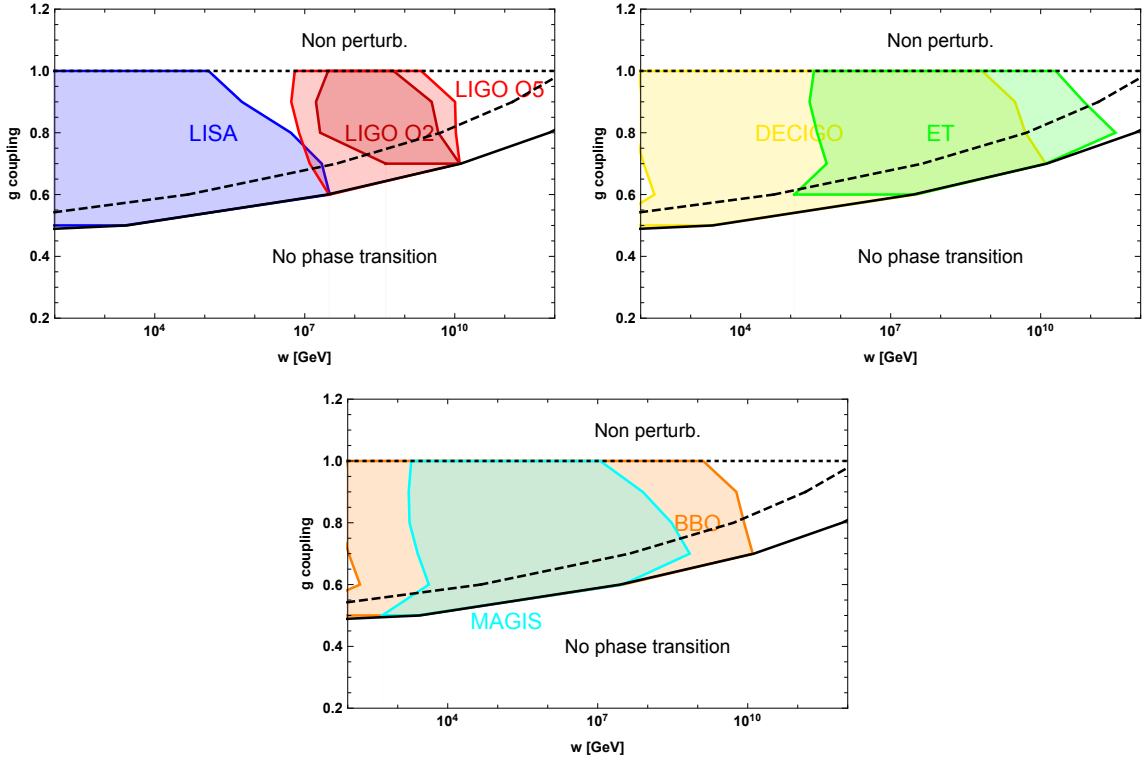 1.2
Non perturb.
1.0
LIGO O5
LISA
LIGO O2
0.8
g coupling
0.6
0.4
No phase transition
0.2
10^4
10^7
10^10
w [GeV]
1.2
Non perturb.
1.0
DECIGO
ET
0.8
g coupling
0.6
0.4
No phase transition
0.2
10^4
10^7
10^10
w [GeV]
1.2
Non perturb.
1.0
BBO
0.8
g coupling
0.6
MAGIS
0.4
No phase transition
0.2
10^4
10^7
10^10
w [GeV]